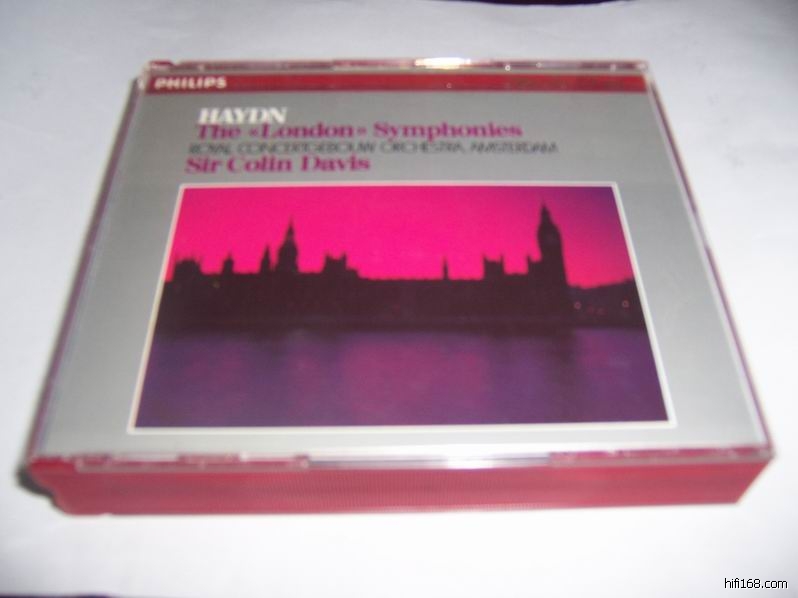 PHILIPS
HAYDN
The «London» Symphonies
ROYAL CONCERTGEBOUW ORCHESTRA, AMSTERDAM
Sir Colin Davis
hifi168.com